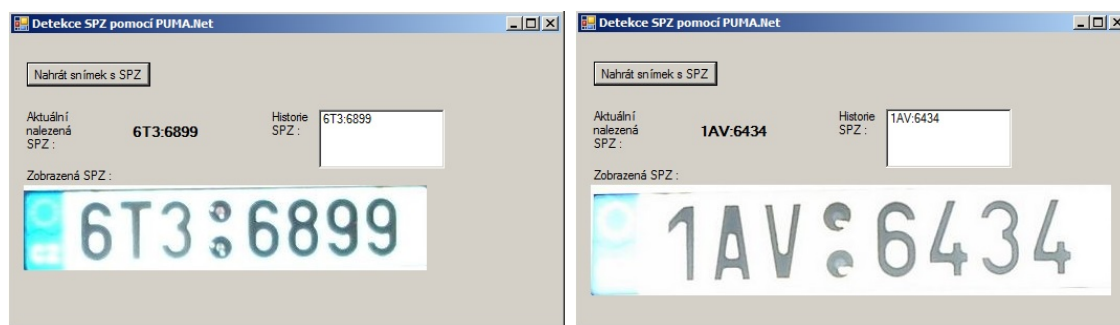 Detekce SPZ pomocí PUMA.Net
Nahrát snímek s SPZ
Aktuální
nalezená
SPZ :
6T3:6899
Historie
SPZ :
6T3:6899
Zobrazená SPZ :
6T3 6899
Detekce SPZ pomocí PUMA.Net
Nahrát snímek s SPZ
Aktuální
nalezená
SPZ :
1AV:6434
Historie
SPZ :
1AV:6434
Zobrazená SPZ :
1AV 6434